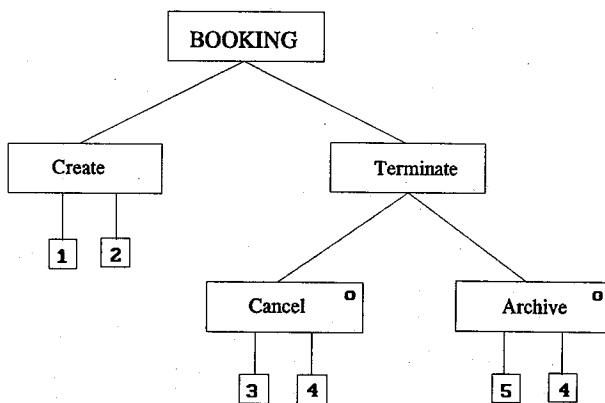 BOOKING
Create
Terminate
1 2
Cancel o
Archive o
3 4
5 4